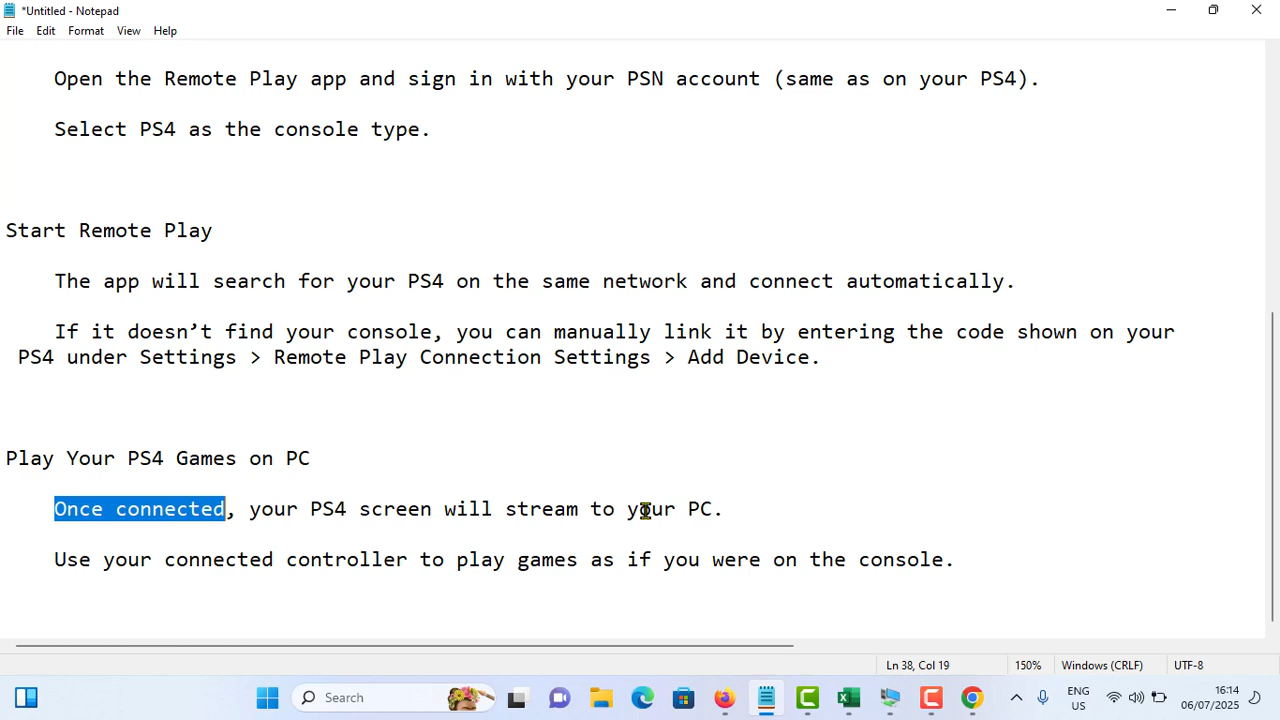 *Untitled - Notepad
File Edit Format View Help
Open the Remote Play app and sign in with your PSN account (same as on your PS4).
Select PS4 as the console type.
Start Remote Play
The app will search for your PS4 on the same network and connect automatically.
If it doesn’t find your console, you can manually link it by entering the code shown on your
PS4 under Settings > Remote Play Connection Settings > Add Device.
Play Your PS4 Games on PC
Once connected, your PS4 screen will stream to your PC.
Use your connected controller to play games as if you were on the console.
Ln 38, Col 19 150% Windows (CRLF) UTF-8
Search
ENG
US
16:14
06/07/2025